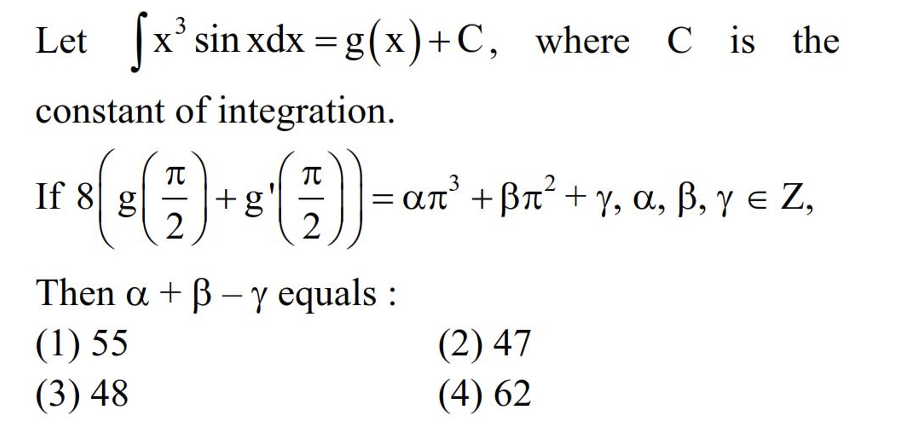 Let ∫x³ sin xdx = g(x)+C, where C is the
constant of integration.
If 8(g(π/2)+g'(π/2)) = απ³ +βπ² + γ, α, β, γ ∈ Z,
Then α + β – γ equals :
(1) 55 (2) 47
(3) 48 (4) 62